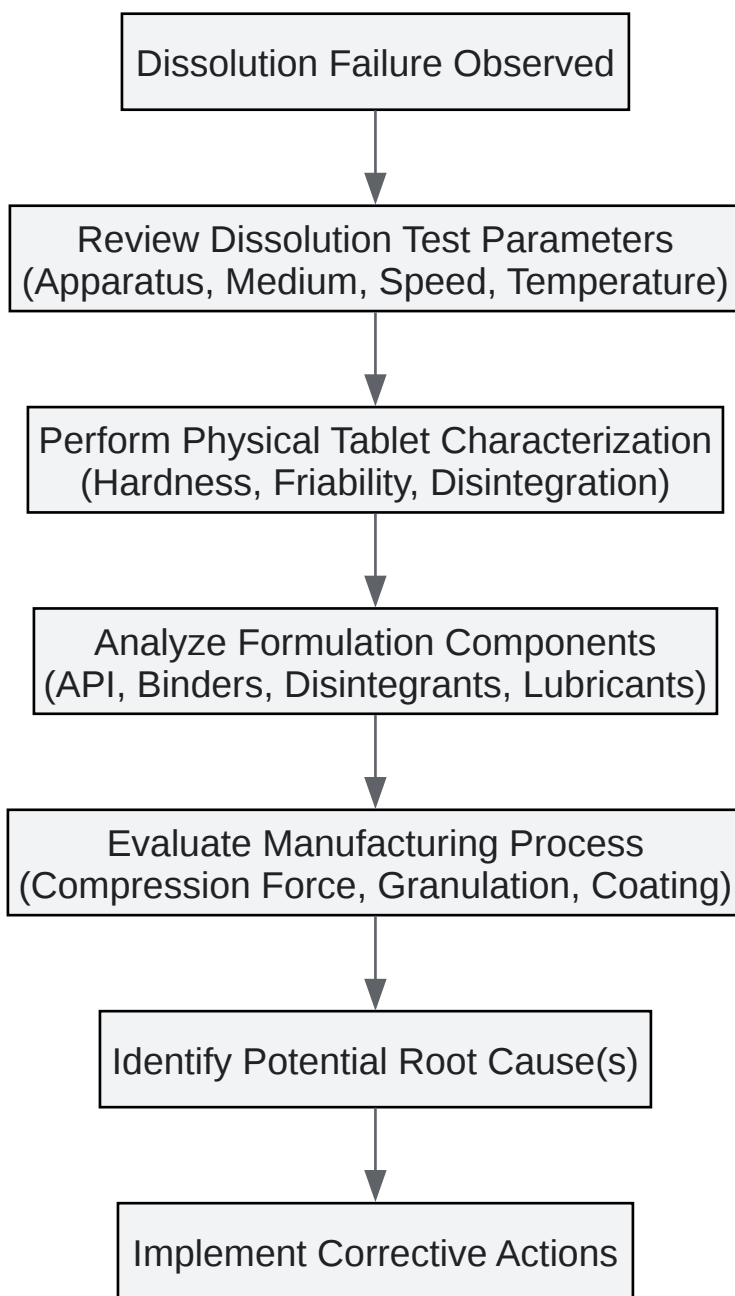 Dissolution Failure Observed
Review Dissolution Test Parameters
(Apparatus, Medium, Speed, Temperature)
Perform Physical Tablet Characterization
(Hardness, Friability, Disintegration)
Analyze Formulation Components
(API, Binders, Disintegrants, Lubricants)
Evaluate Manufacturing Process
(Compression Force, Granulation, Coating)
Identify Potential Root Cause(s)
Implement Corrective Actions